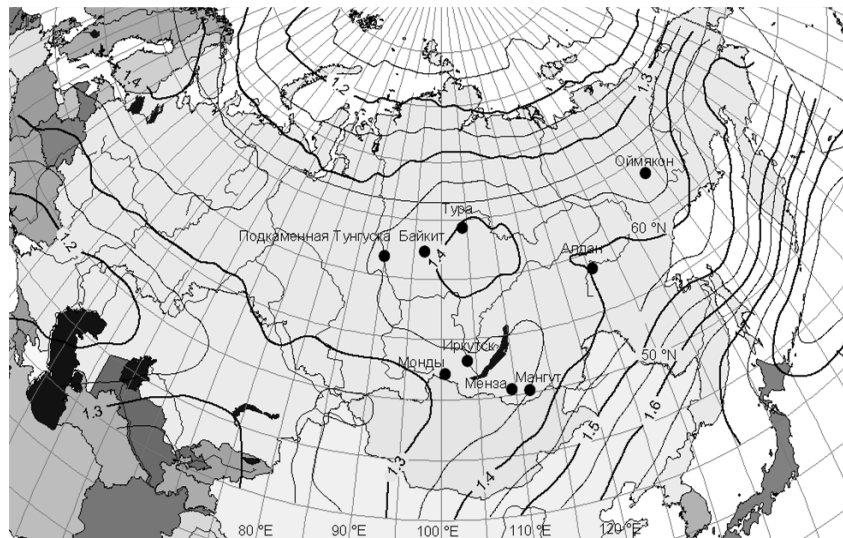 1.4
1.2
1.3
Оймякон
Тура
60 °N
Подкаменная Тунгуска
Байкит
Алдан
1.4
1.2
Иркутск
50 °N
Монды
Менза
Мангут
1.3
1.6
1.5
1.3
1.4
80 °E
90 °E
100 °E
110 °E
120 °E